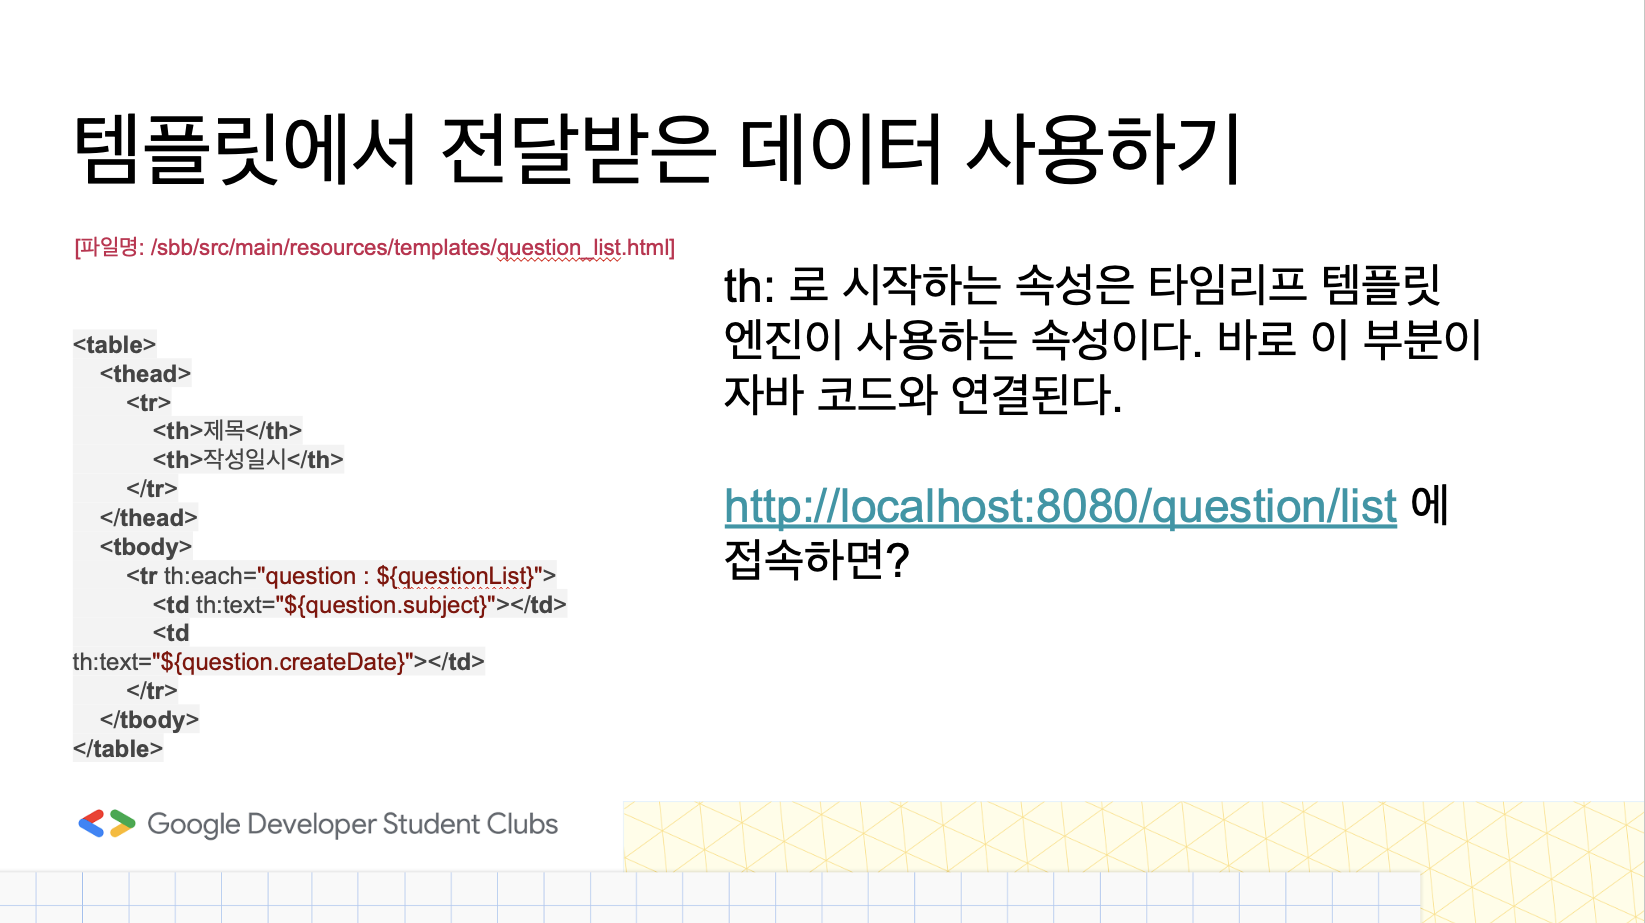 템플릿에서 전달받은 데이터 사용하기
[파일명: /sbb/src/main/resources/templates/question_list.html]
<table>
    <thead>
        <tr>
            <th>제목</th>
            <th>작성일시</th>
        </tr>
    </thead>
    <tbody>
        <tr th:each="question : ${questionList}">
            <td th:text="${question.subject}"></td>
            <td
th:text="${question.createDate}"></td>
        </tr>
    </tbody>
</table>
th: 로 시작하는 속성은 타임리프 템플릿
엔진이 사용하는 속성이다. 바로 이 부분이
자바 코드와 연결된다.
http://localhost:8080/question/list 에
접속하면?
Google Developer Student Clubs